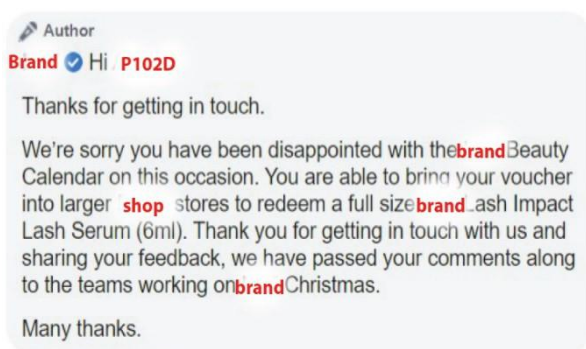 Author
Brand Hi P102D
Thanks for getting in touch.
We're sorry you have been disappointed with the brand Beauty
Calendar on this occasion. You are able to bring your voucher
into larger shop stores to redeem a full size brand Lash Impact
Lash Serum (6ml). Thank you for getting in touch with us and
sharing your feedback, we have passed your comments along
to the teams working on brand Christmas.
Many thanks.